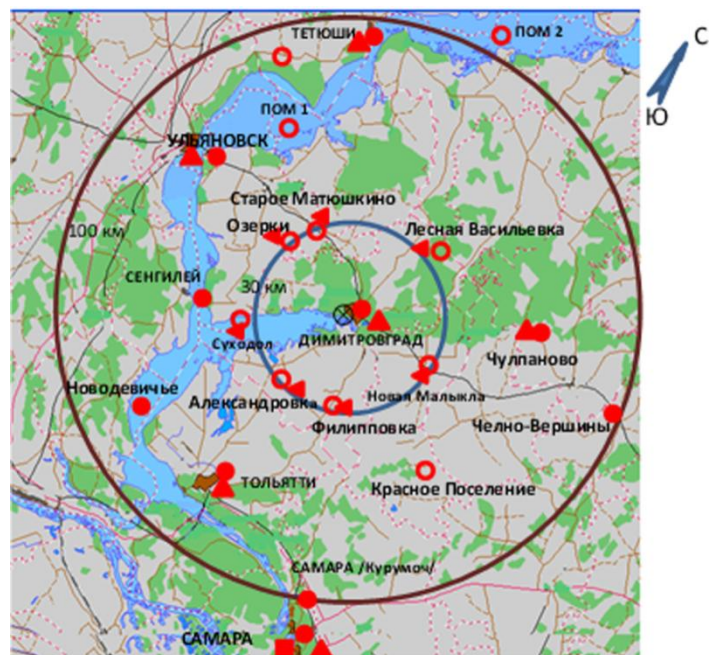 ТЕТЮШИ
ПОМ 2
С
Ю
ПОМ 1
УЛЬЯНОВСК
Старое Матюшкино
Озерки
Лесная Васильевка
100 км
СЕНГИЛЕЙ
30 км
Суходол
ДИМИТРОВГРАД
Чулпаново
Новодевичье
Александровка
Новая Малыкла
Филипповка
Челно-Вершины
ТОЛЬЯТТИ
Красное Поселение
САМАРА /Курумоч/
САМАРА